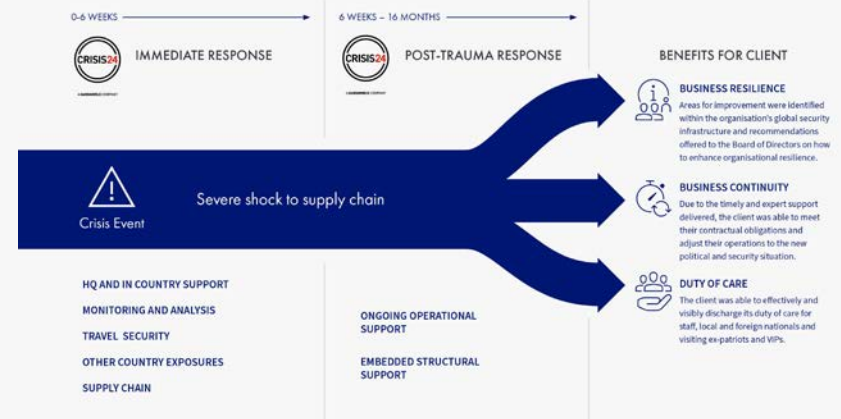 0-6 WEEKS
6 WEEKS – 16 MONTHS
CRISIS24
IMMEDIATE RESPONSE
CRISIS24
POST-TRAUMA RESPONSE
BENEFITS FOR CLIENT
BUSINESS RESILIENCE
Areas for improvement were identified
within the organisation's global security
infrastructure and recommendations
offered to the Board of Directors on how
to enhance organisational resilience.
Crisis Event
Severe shock to supply chain
BUSINESS CONTINUITY
Due to the timely and expert support
delivered, the client was able to meet
their contractual obligations and
adjust their operations to the new
political and security situation.
DUTY OF CARE
The client was able to effectively and
visibly discharge its duty of care for
staff, local and foreign nationals and
visiting ex-patriots and VIPs.
HQ AND IN COUNTRY SUPPORT
MONITORING AND ANALYSIS
TRAVEL SECURITY
OTHER COUNTRY EXPOSURES
SUPPLY CHAIN
ONGOING OPERATIONAL
SUPPORT
EMBEDDED STRUCTURAL
SUPPORT